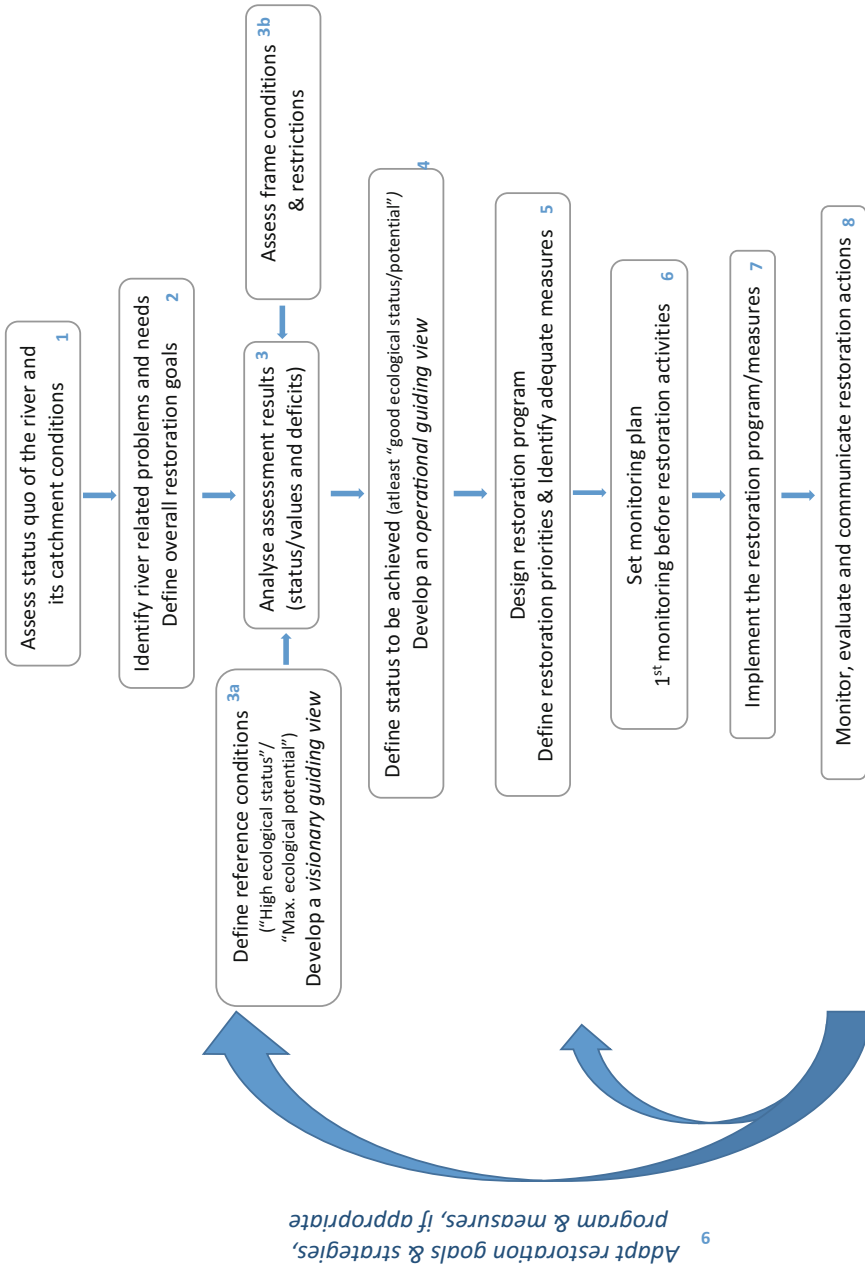 Assess status quo of the river and
its catchment conditions
1
Identify river related problems and needs
Define overall restoration goals
2
Define reference conditions
3a
("High ecological status"/
"Max. ecological potential")
Develop a visionary guiding view
Analyse assessment results
3
(status/values and deficits)
Assess frame conditions
3b
& restrictions
Define status to be achieved (atleast "good ecological status/potential")
Develop an operational guiding view
4
Design restoration program
Define restoration priorities & Identify adequate measures
5
Set monitoring plan
1st monitoring before restoration activities
6
Implement the restoration program/measures
7
Monitor, evaluate and communicate restoration actions
8
Adapt restoration goals & strategies,
program & measures, if appropriate
9